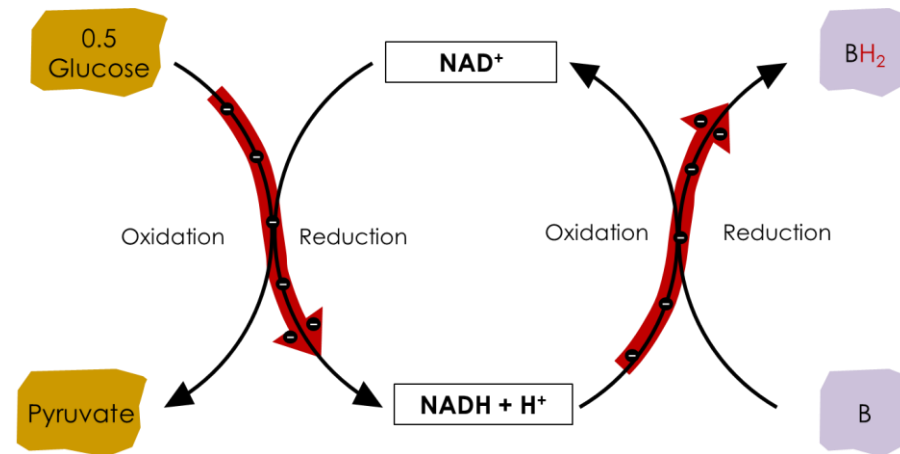 0.5
Glucose
NAD⁺
BH₂
Oxidation
Reduction
Oxidation
Reduction
Pyruvate
NADH + H⁺
B